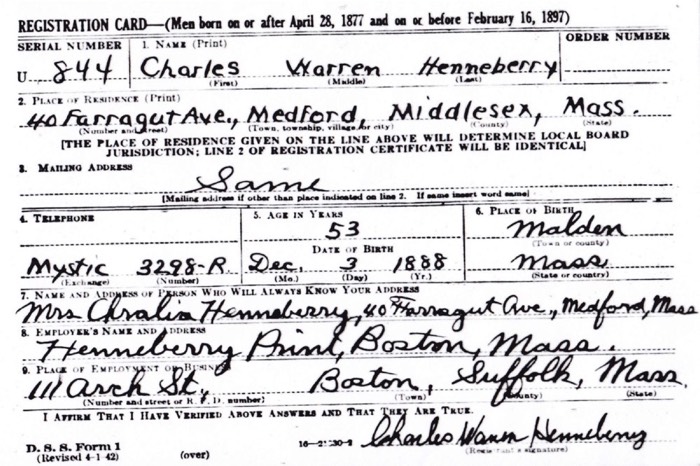 REGISTRATION CARD—(Men born on or after April 28, 1877 and on or before February 16, 1897)
SERIAL NUMBER 1. NAME (Print) ORDER NUMBER
U 844 Charles Warren Henneberry
(First) (Middle) (Last)
2. PLACE OF RESIDENCE (Print)
40 Farragut Ave., Medford, Middlesex, Mass.
(Number and street) (Town, township, village, or city) (County) (State)
[THE PLACE OF RESIDENCE GIVEN ON THE LINE ABOVE WILL DETERMINE LOCAL BOARD
JURISDICTION; LINE 2 OF REGISTRATION CERTIFICATE WILL BE IDENTICAL]
3. MAILING ADDRESS
Same
[Mailing address if other than place indicated on line 2. If same insert word same]
4. TELEPHONE 5. AGE IN YEARS 6. PLACE OF BIRTH
53 Malden
(Town or county)
DATE OF BIRTH
Mystic 3298-R Dec. 3 1888 Mass
(Exchange) (Number) (Mo.) (Day) (Yr.) (State or country)
7. NAME AND ADDRESS OF PERSON WHO WILL ALWAYS KNOW YOUR ADDRESS
Mrs Henneberry, 40 Farragut Ave., Medford, Mass
8. EMPLOYER'S NAME AND ADDRESS
Henneberry Print, Boston, Mass.
9. PLACE OF EMPLOYMENT OR BUSINESS
111 Arch St., Boston, Suffolk, Mass.
(Number and street or R. F. D. number) (Town) (County) (State)
I AFFIRM THAT I HAVE VERIFIED ABOVE ANSWERS AND THAT THEY ARE TRUE.
D. S. S. Form 1 Charles Warren Henneberry
(Revised 4-1-42) (over) (Registrant's signature)